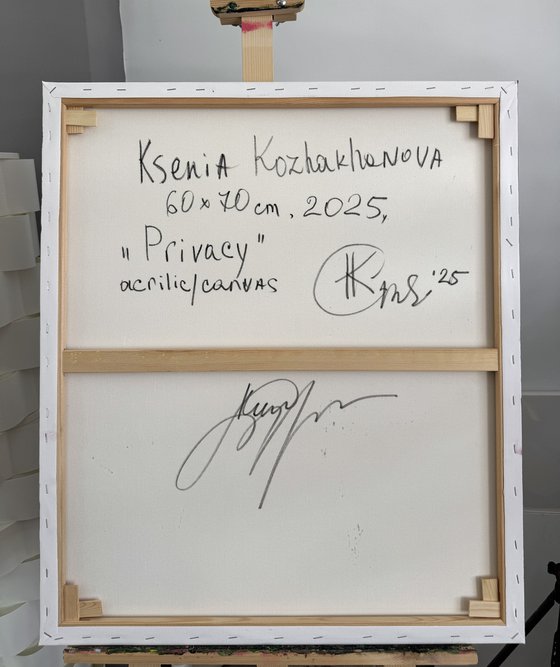 Ksenia Kozhakhanova
60x70 cm. 2025,
„Privacy"
acrilic/canvas
'25